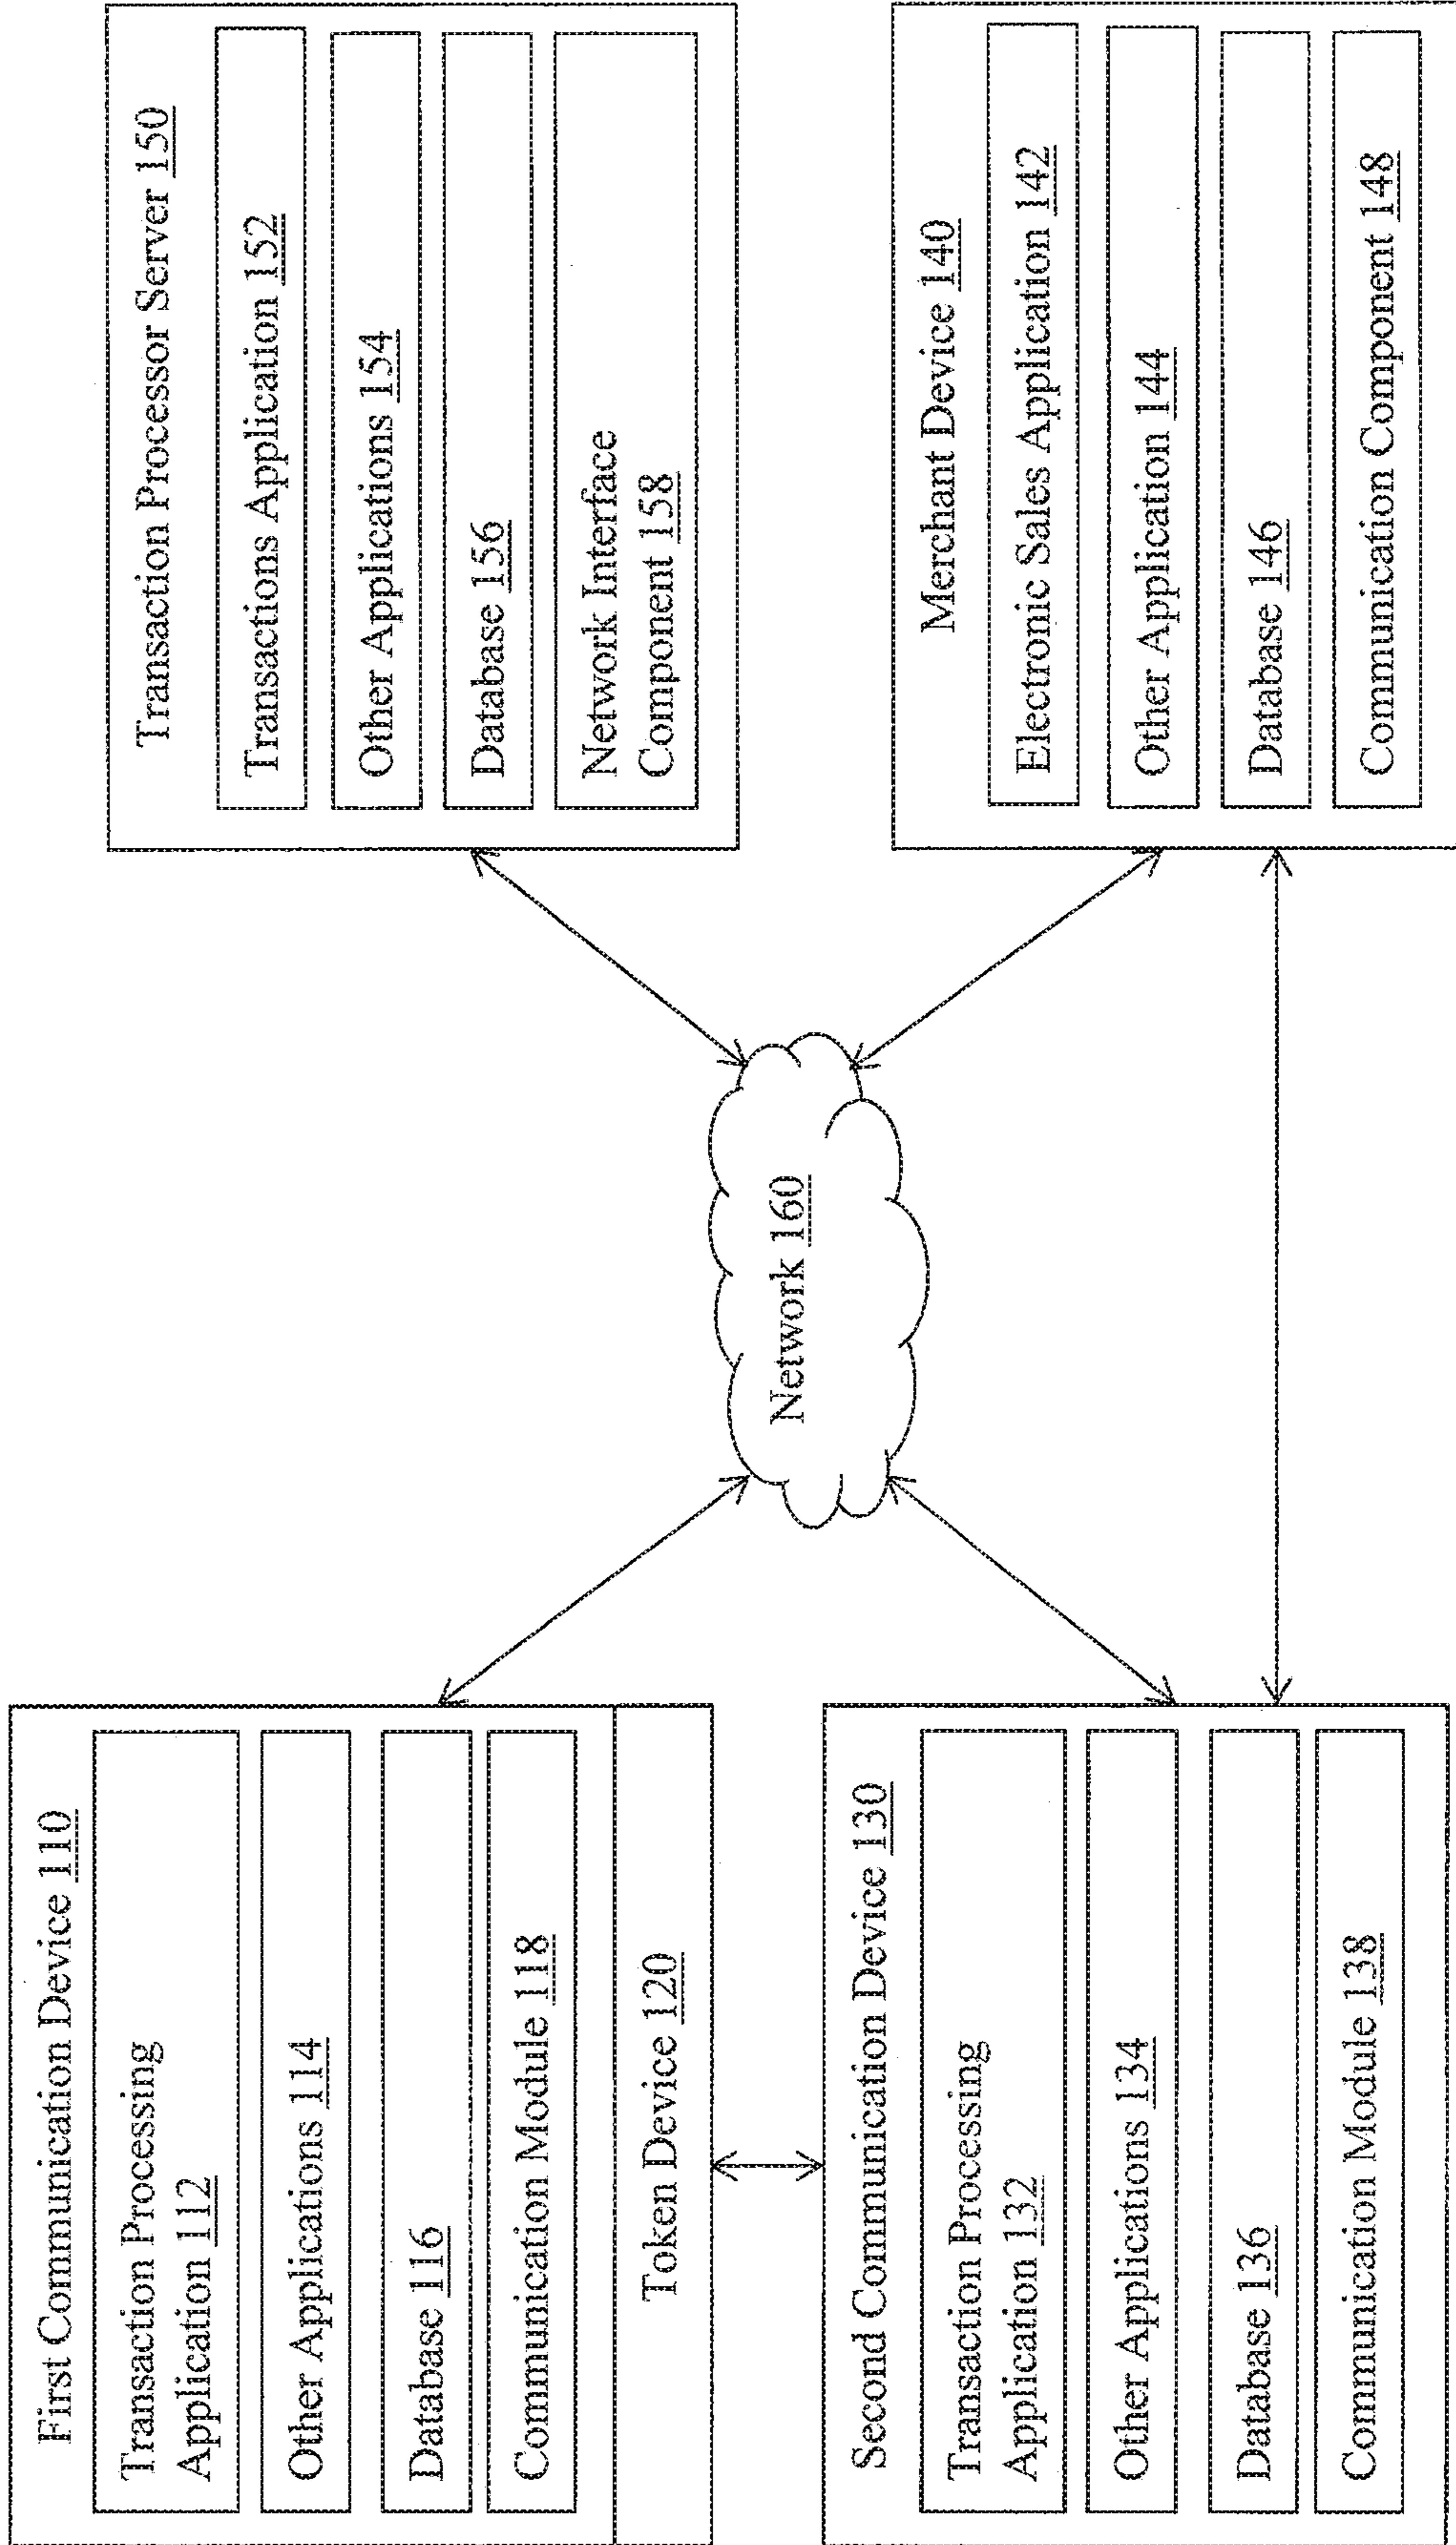 First Communication Device 110
Transaction Processing
Application 112
Other Applications 114
Database 116
Communication Module 118
Token Device 120
Second Communication Device 130
Transaction Processing
Application 132
Other Applications 134
Database 136
Communication Module 138
Network 160
Transaction Processor Server 150
Transactions Application 152
Other Applications 154
Database 156
Network Interface
Component 158
Merchant Device 140
Electronic Sales Application 142
Other Application 144
Database 146
Communication Component 148